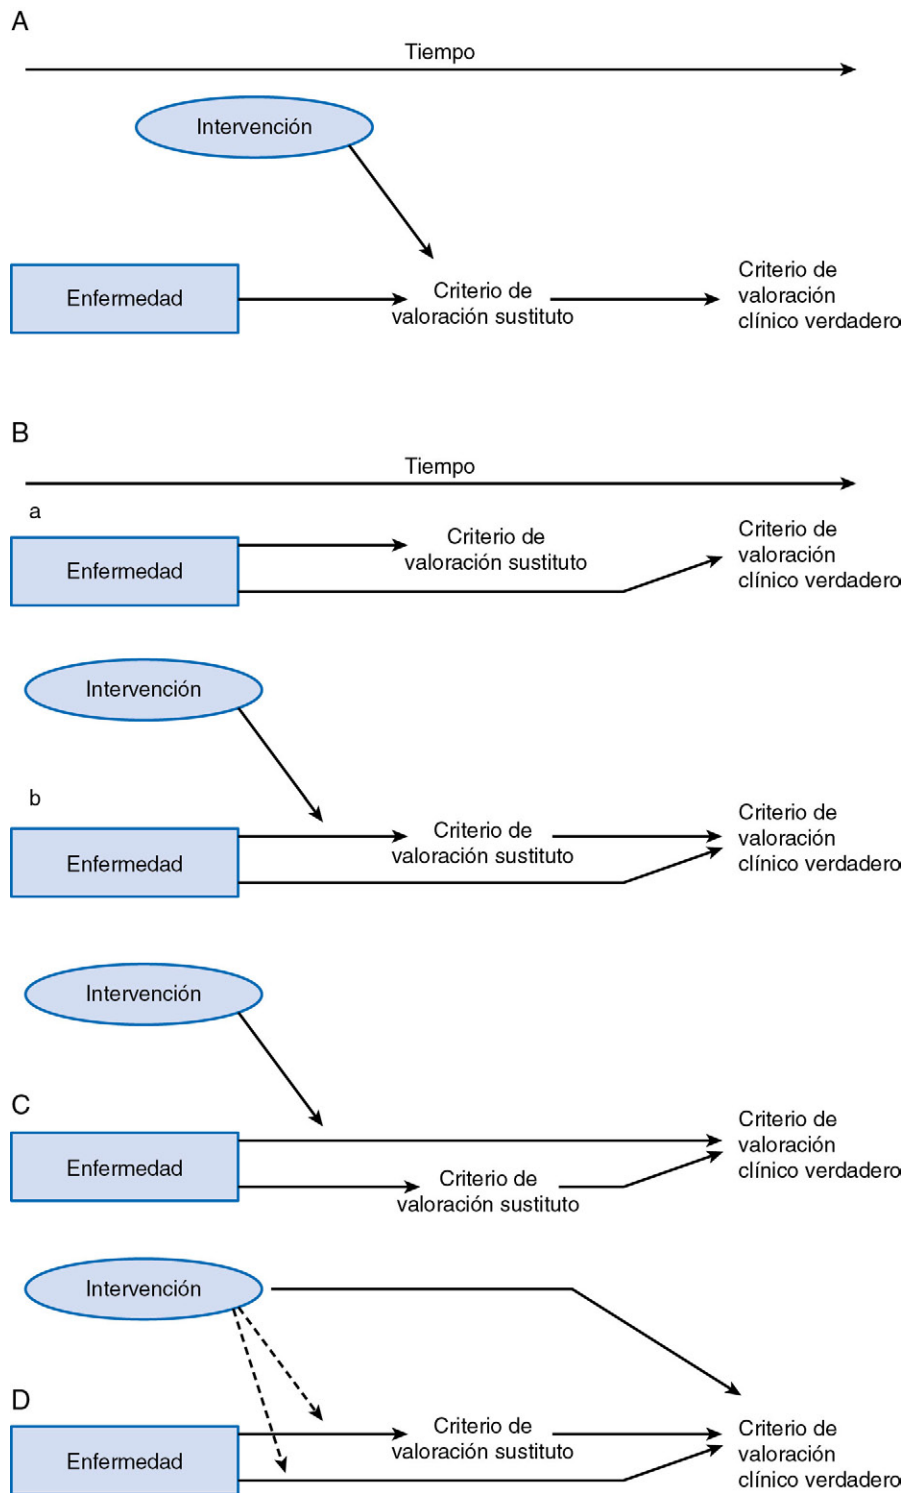 A
Tiempo
Intervención
Enfermedad
Criterio de
valoración sustituto
Criterio de
valoración
clínico verdadero
B
Tiempo
a
Enfermedad
Criterio de
valoración sustituto
Criterio de
valoración
clínico verdadero
Intervención
b
Enfermedad
Criterio de
valoración sustituto
Criterio de
valoración
clínico verdadero
Intervención
C
Enfermedad
Criterio de
valoración sustituto
Criterio de
valoración
clínico verdadero
Intervención
D
Enfermedad
Criterio de
valoración sustituto
Criterio de
valoración
clínico verdadero